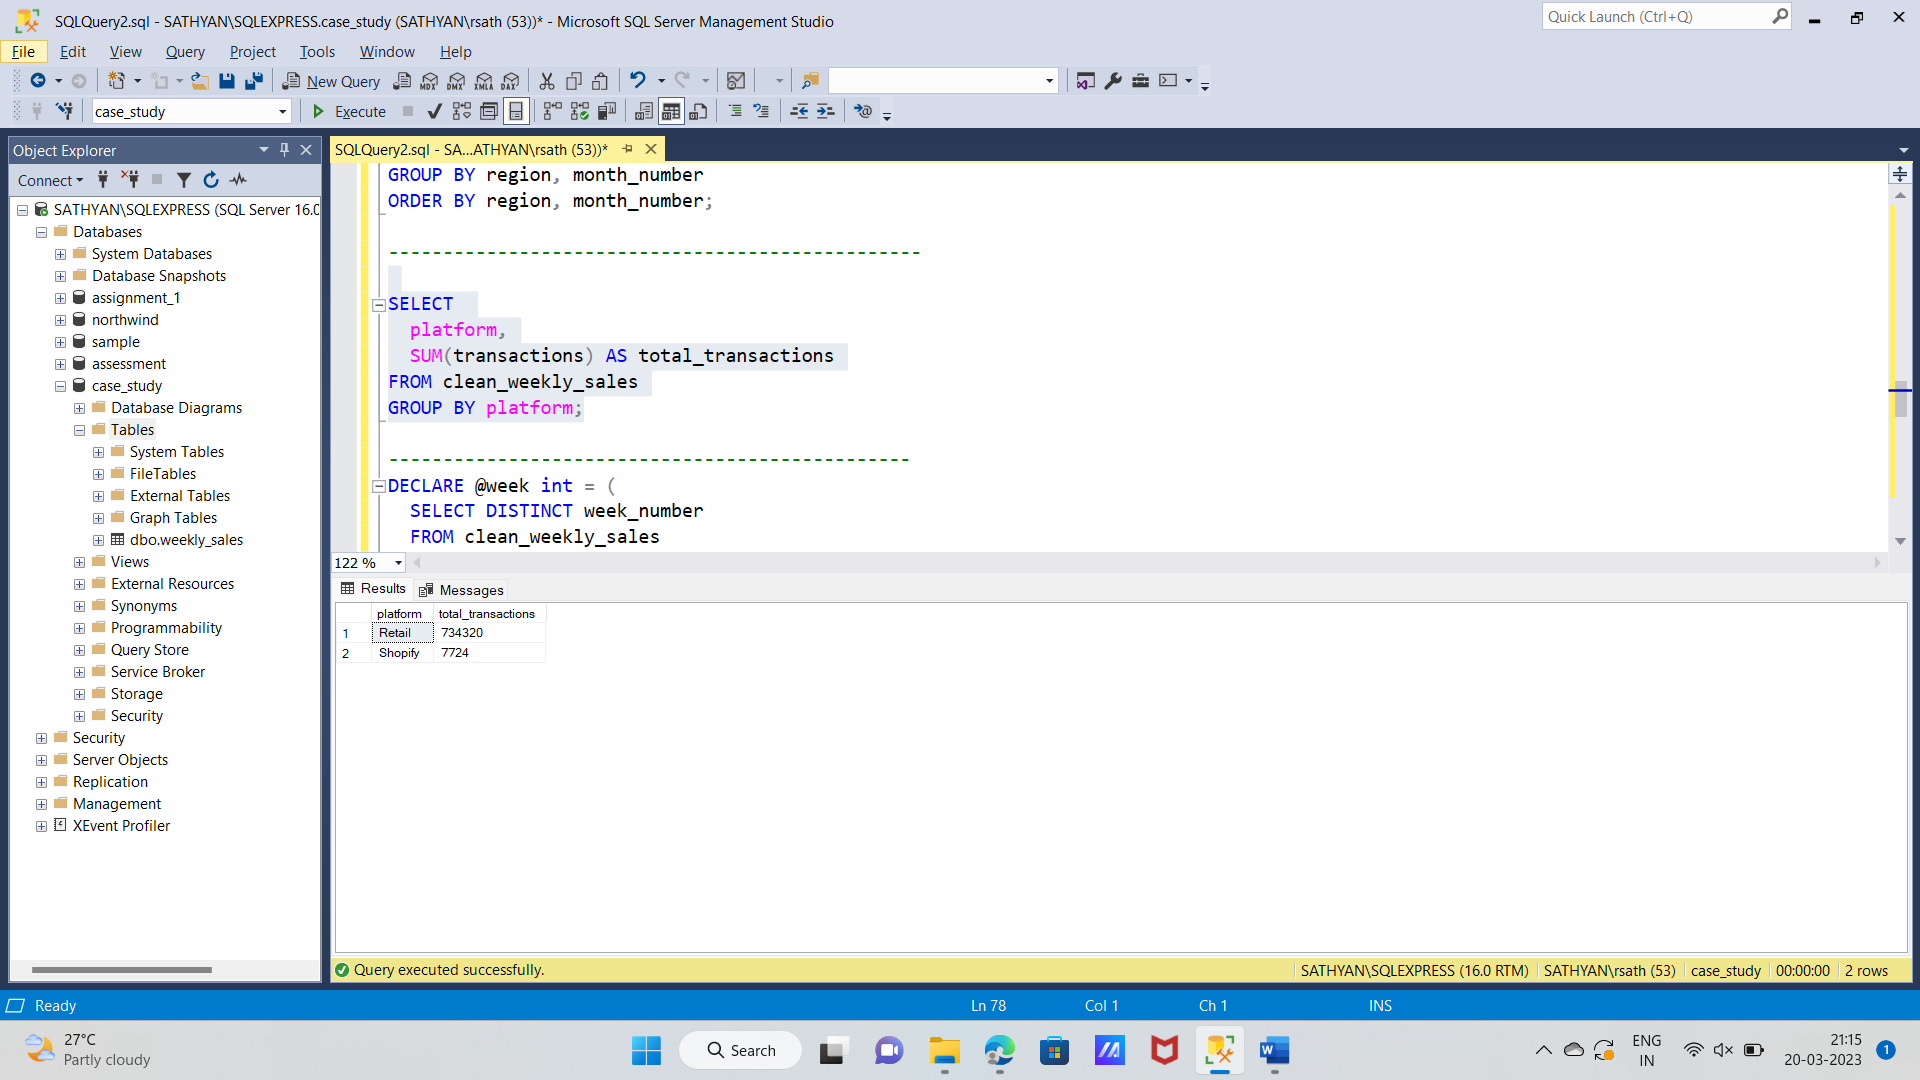 SQLQuery2.sql - SATHYAN\SQLEXPRESS.case_study (SATHYAN\rsath (53))* - Microsoft SQL Server Management Studio
Quick Launch (Ctrl+Q)
File Edit View Query Project Tools Window Help
New Query MDX DMX XMLA DAX
case_study Execute
Object Explorer
Connect
SATHYAN\SQLEXPRESS (SQL Server 16.0
Databases
System Databases
Database Snapshots
assignment_1
northwind
sample
assessment
case_study
Database Diagrams
Tables
System Tables
FileTables
External Tables
Graph Tables
dbo.weekly_sales
Views
External Resources
Synonyms
Programmability
Query Store
Service Broker
Storage
Security
Security
Server Objects
Replication
Management
XEvent Profiler
SQLQuery2.sql - SA...ATHYAN\rsath (53))*
GROUP BY region, month_number
ORDER BY region, month_number;
-------------------------------------------------
SELECT
platform,
SUM(transactions) AS total_transactions
FROM clean_weekly_sales
GROUP BY platform;
------------------------------------------------
DECLARE @week int = (
SELECT DISTINCT week_number
FROM clean_weekly_sales
122 %
Results Messages
platform total_transactions
1 Retail 734320
2 Shopify 7724
Query executed successfully. SATHYAN\SQLEXPRESS (16.0 RTM) SATHYAN\rsath (53) case_study 00:00:00 2 rows
Ready Ln 78 Col 1 Ch 1 INS
27°C
Partly cloudy
Search
ENG
IN
21:15
20-03-2023
1